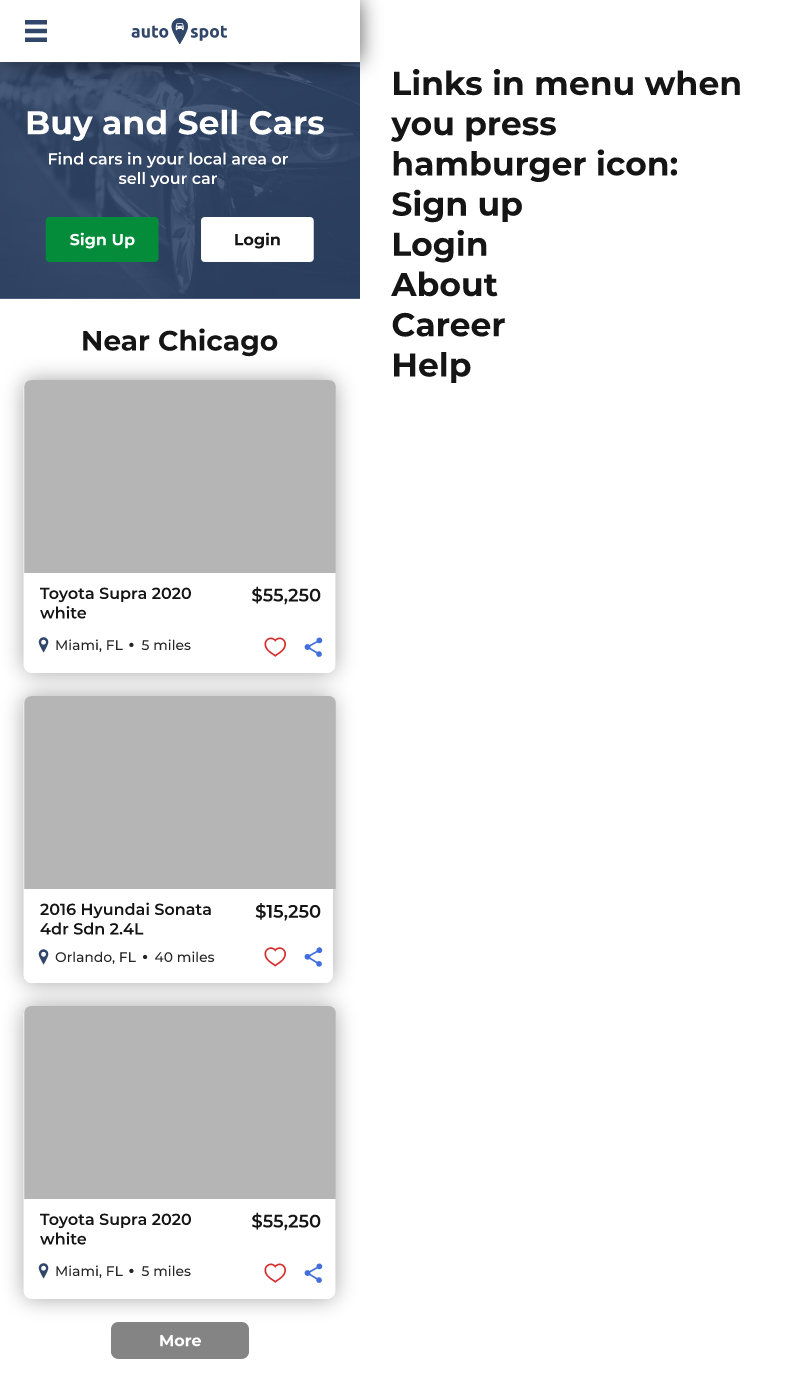 auto spot
Buy and Sell Cars
Find cars in your local area or
sell your car
Sign Up
Login
Near Chicago
Toyota Supra 2020
white
$55,250
Miami, FL • 5 miles
2016 Hyundai Sonata
4dr Sdn 2.4L
$15,250
Orlando, FL • 40 miles
Toyota Supra 2020
white
$55,250
Miami, FL • 5 miles
More
Links in menu when
you press
hamburger icon:
Sign up
Login
About
Career
Help